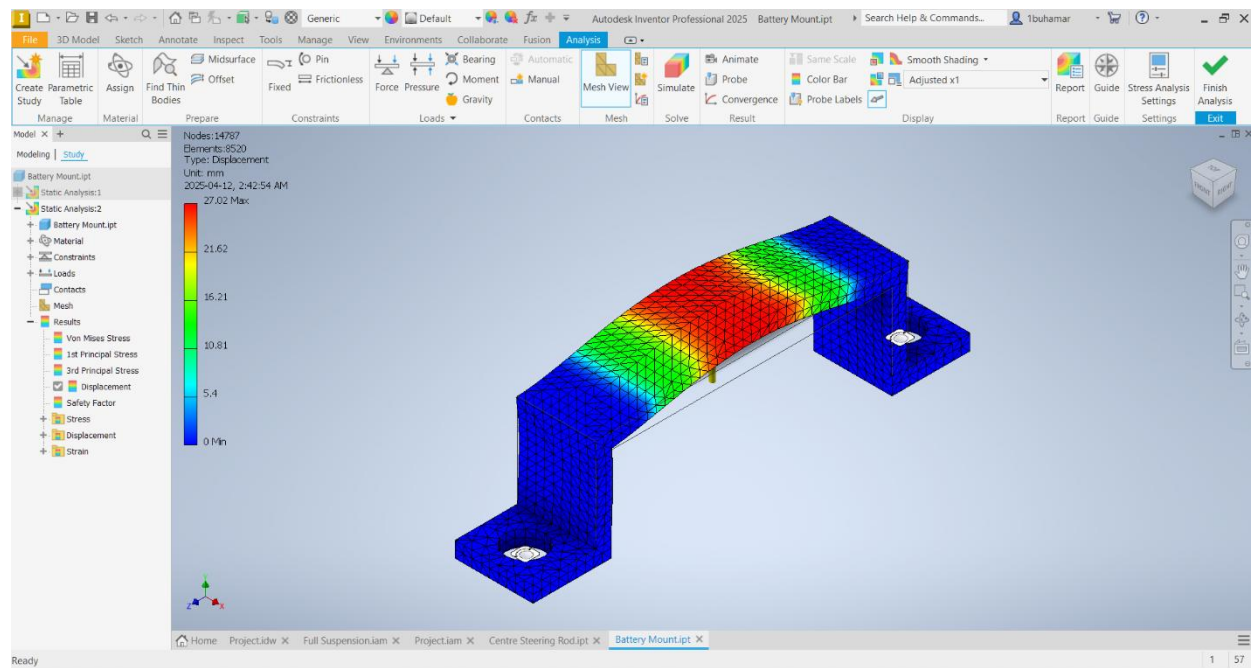 Generic
Default
Autodesk Inventor Professional 2025 Battery Mount.ipt
Search Help & Commands...
1buhamar
File 3D Model Sketch Annotate Inspect Tools Manage View Environments Collaborate Fusion Analysis
Midsurface Pin Bearing Automatic Animate Same Scale Smooth Shading
Offset Frictionless Moment Manual Probe Color Bar Adjusted x1
Gravity Convergence Probe Labels
Create Study Parametric Table Assign Find Thin Bodies Fixed Force Pressure Mesh View Simulate Report Guide Stress Analysis Settings Finish Analysis
Manage Material Prepare Constraints Loads Contacts Mesh Solve Result Display Report Guide Settings Exit
Model
Modeling Study
Battery Mount.ipt
Static Analysis:1
Static Analysis:2
Battery Mount.ipt
Material
Constraints
Loads
Contacts
Mesh
Results
Von Mises Stress
1st Principal Stress
3rd Principal Stress
Displacement
Safety Factor
Stress
Displacement
Strain
Nodes:14787
Elements:8520
Type: Displacement
Unit: mm
2025-04-12, 2:42:54 AM
27.02 Max
21.62
16.21
10.81
5.4
0 Min
Z X
Home Project.idw Full Suspension.iam Project.iam Centre Steering Rod.ipt Battery Mount.ipt
Ready
1 57